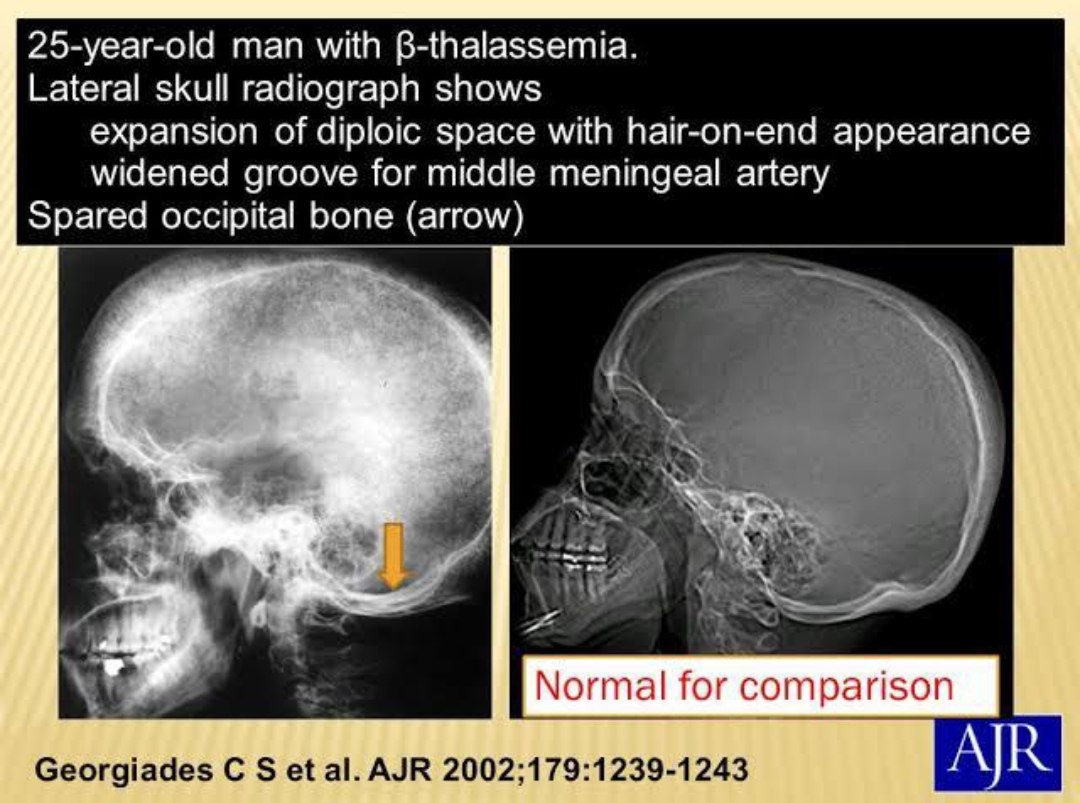 25-year-old man with β-thalassemia.
Lateral skull radiograph shows
expansion of diploic space with hair-on-end appearance
widened groove for middle meningeal artery
Spared occipital bone (arrow)
Normal for comparison
Georgiades C S et al. AJR 2002;179:1239-1243
AJR